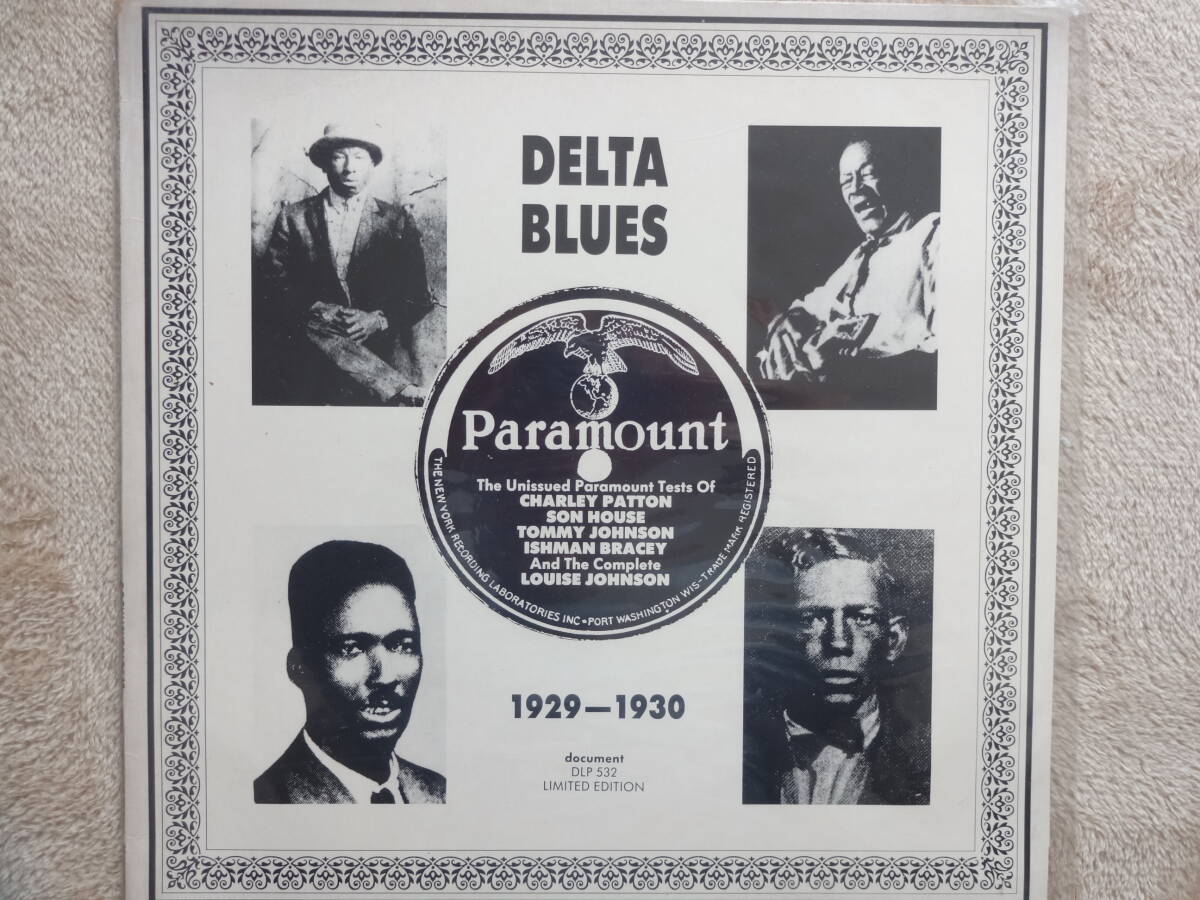 DELTA
BLUES
Paramount
The Unissued Paramount Tests Of
CHARLEY PATTON
SON HOUSE
TOMMY JOHNSON
ISHMAN BRACEY
And The Complete
LOUISE JOHNSON
THE NEW YORK RECORDING LABORATORIES INC•PORT WASHINGTON WIS-TRADE MARK REGISTERED
1929—1930
document
DLP 532
LIMITED EDITION